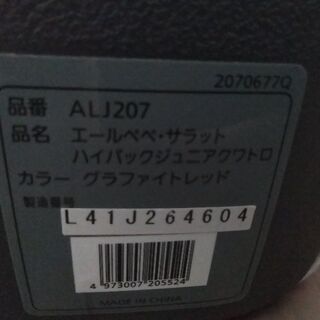 2070677Q
品番 ALJ207
品名 エールベベ・サラット
ハイバックジュニアクワトロ
カラー グラファイトレッド
製造番号
L41J264604
4 973007 205524
MADE IN CHINA